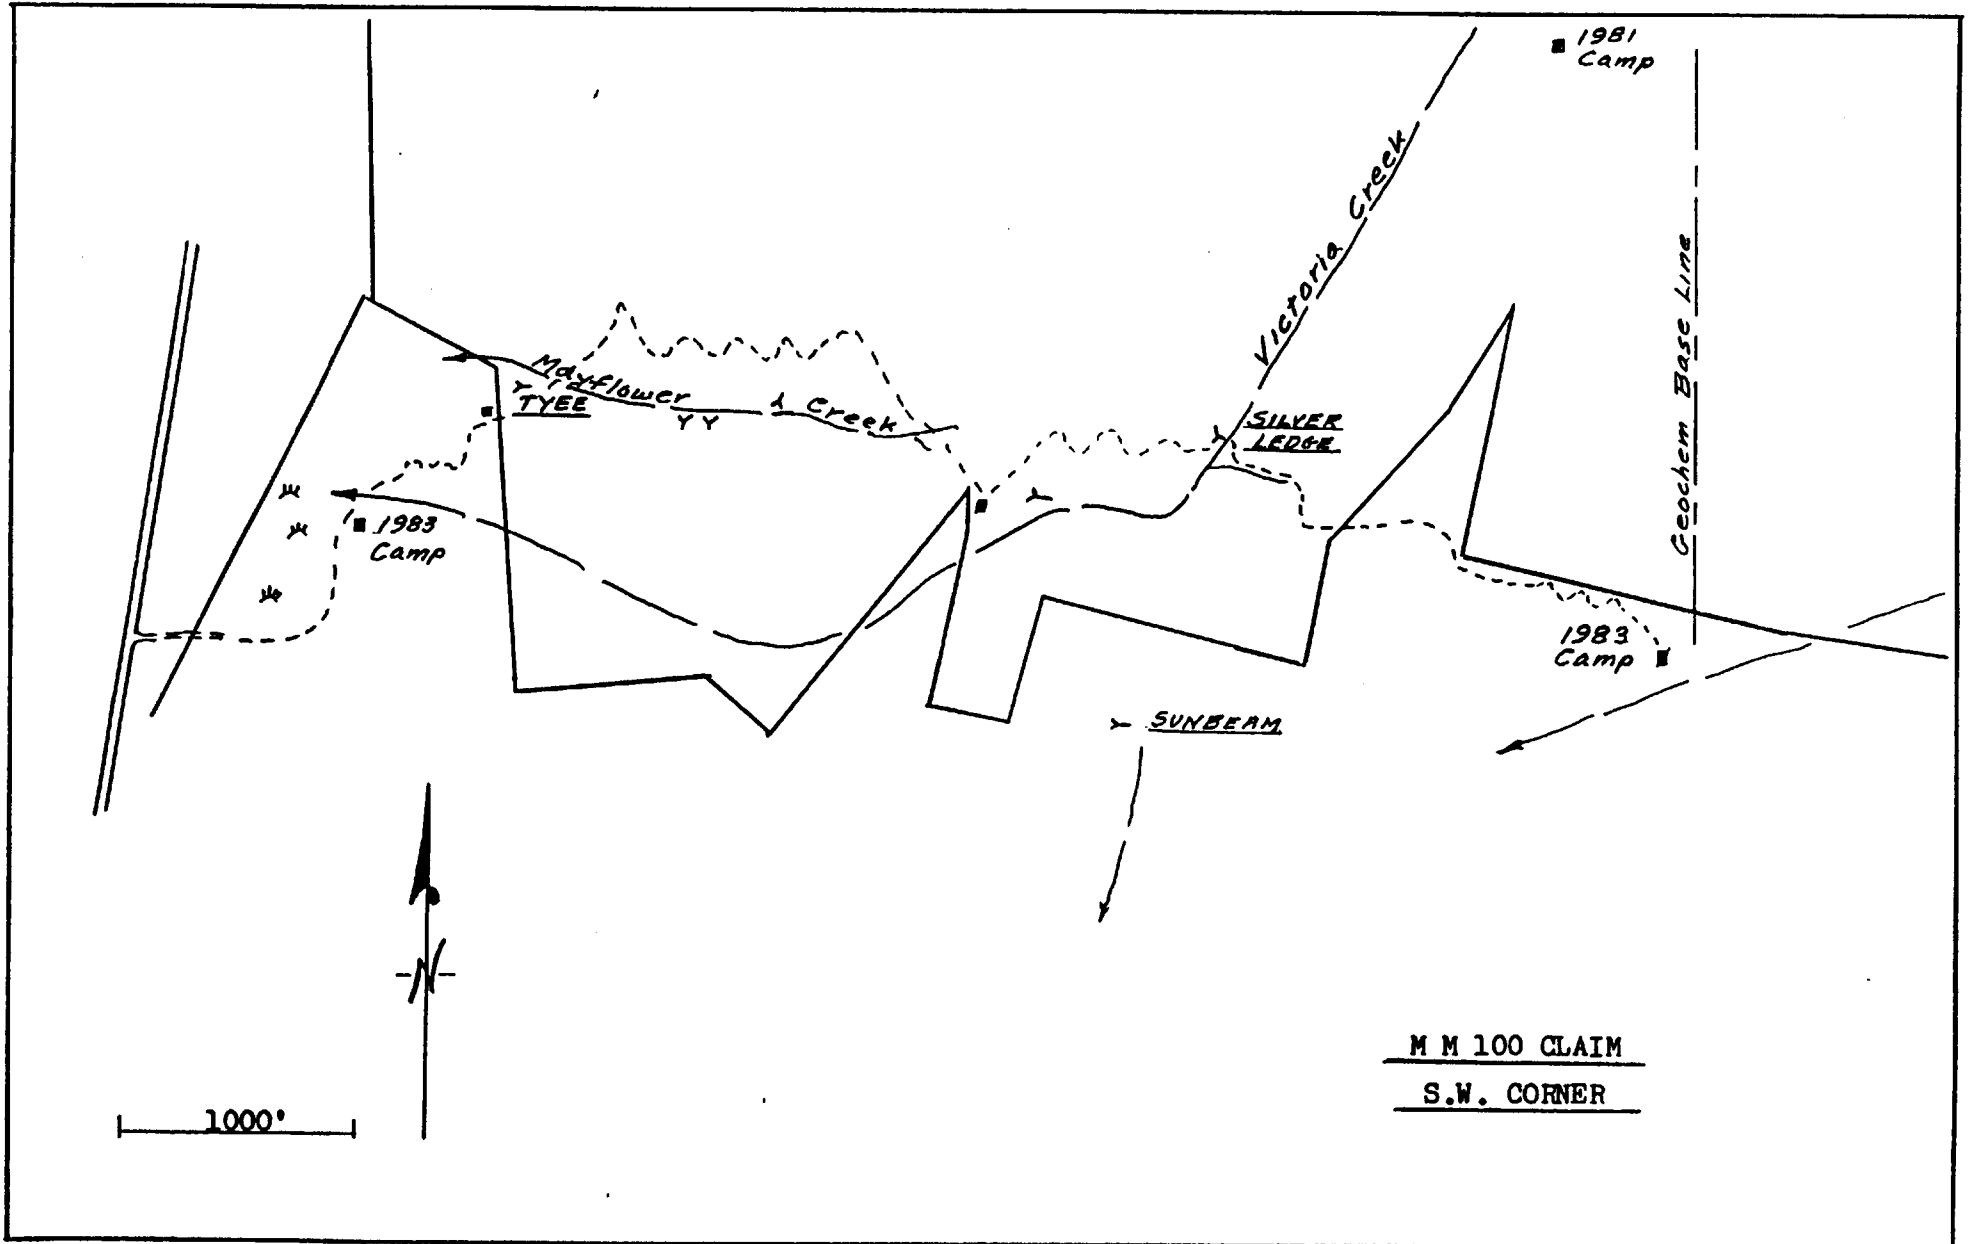 1981
Camp
Victoria Creek
Geochem Base Line
Mayflower Creek
TYEE
SILVER
LEDGE
1983
Camp
1983
Camp
SUNBEAM
N
M M 100 CLAIM
S.W. CORNER
1000'